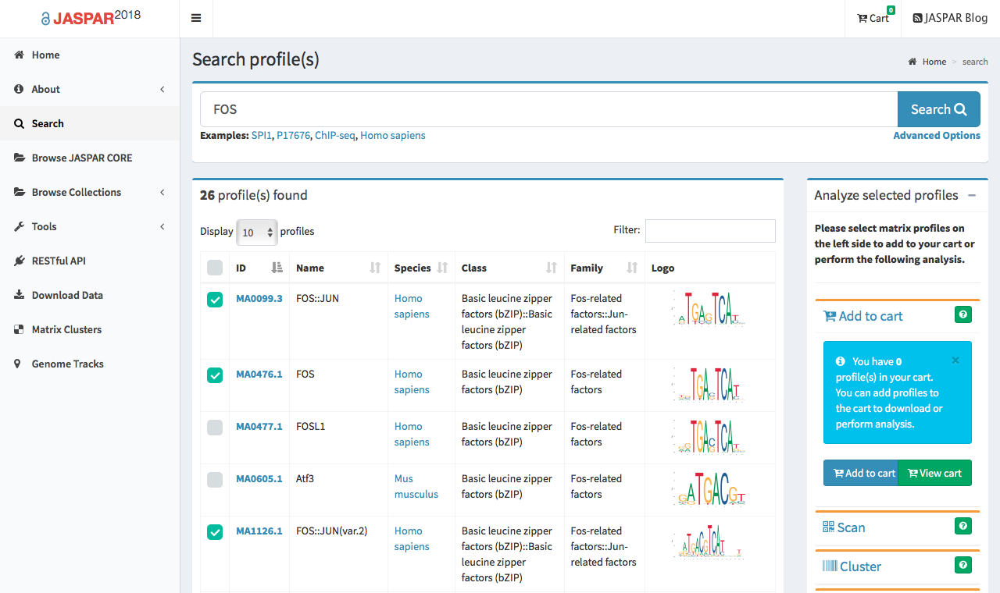 JASPAR2018
Cart 0
JASPAR Blog
Home
About
Search
Browse JASPAR CORE
Browse Collections
Tools
RESTful API
Download Data
Matrix Clusters
Genome Tracks
Search profile(s)
Home > search
FOS
Search
Examples: SPI1, P17676, ChIP-seq, Homo sapiens
Advanced Options
26 profile(s) found
Display 10 profiles
Filter:
ID Name Species Class Family Logo
MA0099.3 FOS::JUN Homo sapiens Basic leucine zipper factors (bZIP)::Basic leucine zipper factors (bZIP) Fos-related factors::Jun-related factors
MA0476.1 FOS Homo sapiens Basic leucine zipper factors (bZIP) Fos-related factors
MA0477.1 FOSL1 Homo sapiens Basic leucine zipper factors (bZIP) Fos-related factors
MA0605.1 Atf3 Mus musculus Basic leucine zipper factors (bZIP) Fos-related factors
MA1126.1 FOS::JUN(var.2) Homo sapiens Basic leucine zipper factors (bZIP)::Basic leucine zipper factors (bZIP) Fos-related factors::Jun-related factors
Analyze selected profiles
Please select matrix profiles on
the left side to add to your cart or
perform the following analysis.
Add to cart
You have 0
profile(s) in your cart.
You can add profiles to
the cart to download or
perform analysis.
Add to cart
View cart
Scan
Cluster